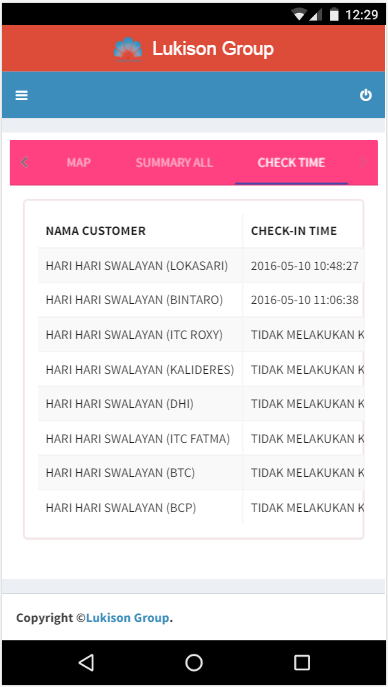 12:29
Lukison Group
MAP SUMMARY ALL CHECK TIME
NAMA CUSTOMER CHECK-IN TIME
HARI HARI SWALAYAN (LOKASARI) 2016-05-10 10:48:27
HARI HARI SWALAYAN (BINTARO) 2016-05-10 11:06:38
HARI HARI SWALAYAN (ITC ROXY) TIDAK MELAKUKAN K
HARI HARI SWALAYAN (KALIDERES) TIDAK MELAKUKAN K
HARI HARI SWALAYAN (DHI) TIDAK MELAKUKAN K
HARI HARI SWALAYAN (ITC FATMA) TIDAK MELAKUKAN K
HARI HARI SWALAYAN (BTC) TIDAK MELAKUKAN K
HARI HARI SWALAYAN (BCP) TIDAK MELAKUKAN K
Copyright ©Lukison Group.